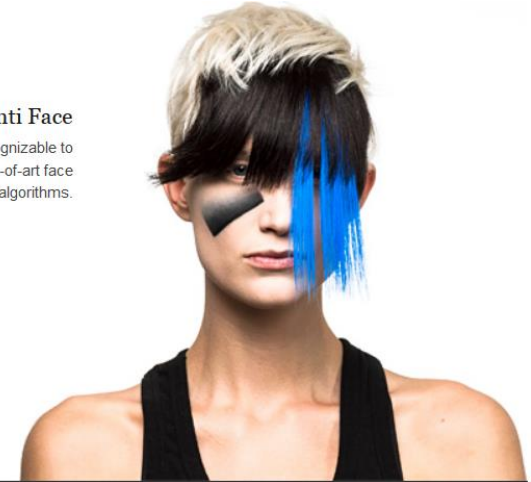 nti Face
gnizable to
-of-art face
algorithms.